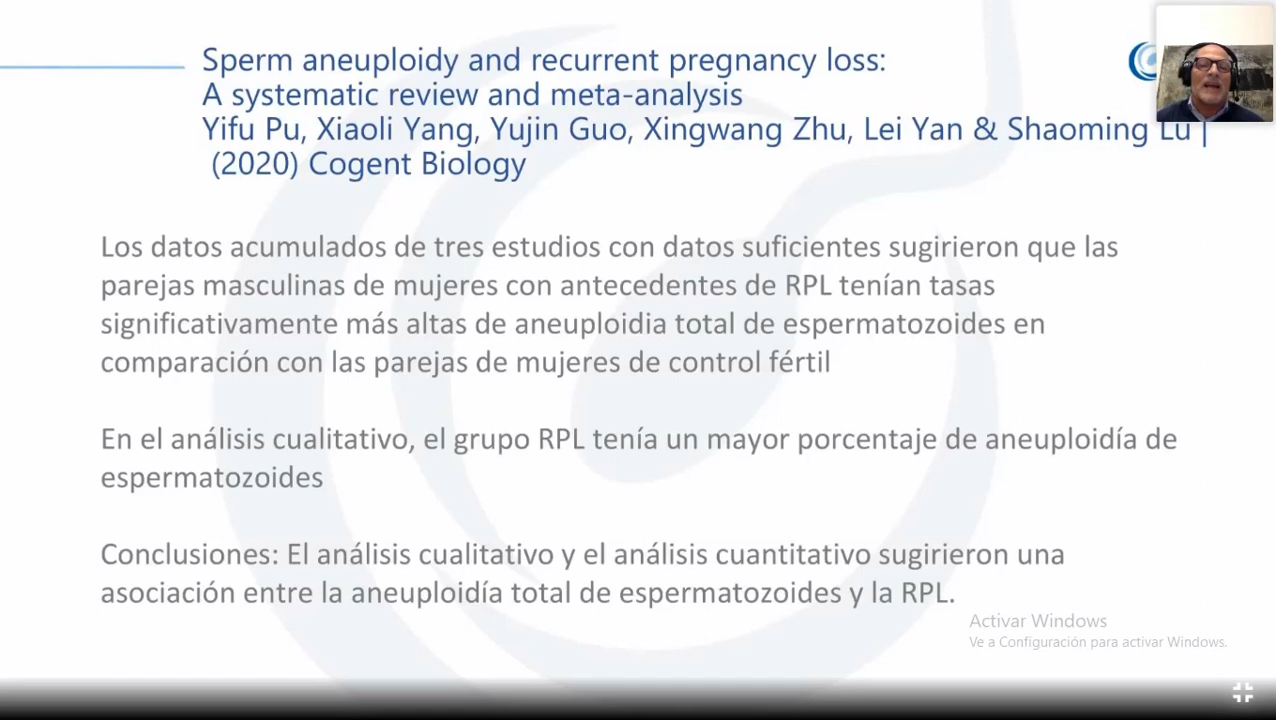 Sperm aneuploidy and recurrent pregnancy loss:
A systematic review and meta-analysis
Yifu Pu, Xiaoli Yang, Yujin Guo, Xingwang Zhu, Lei Yan & Shaoming Lu |
(2020) Cogent Biology
Los datos acumulados de tres estudios con datos suficientes sugirieron que las
parejas masculinas de mujeres con antecedentes de RPL tenían tasas
significativamente más altas de aneuploidia total de espermatozoides en
comparación con las parejas de mujeres de control fértil
En el análisis cualitativo, el grupo RPL tenía un mayor porcentaje de aneuploidía de
espermatozoides
Conclusiones: El análisis cualitativo y el análisis cuantitativo sugirieron una
asociación entre la aneuploidía total de espermatozoides y la RPL.
Activar Windows
Ve a Configuración para activar Windows.